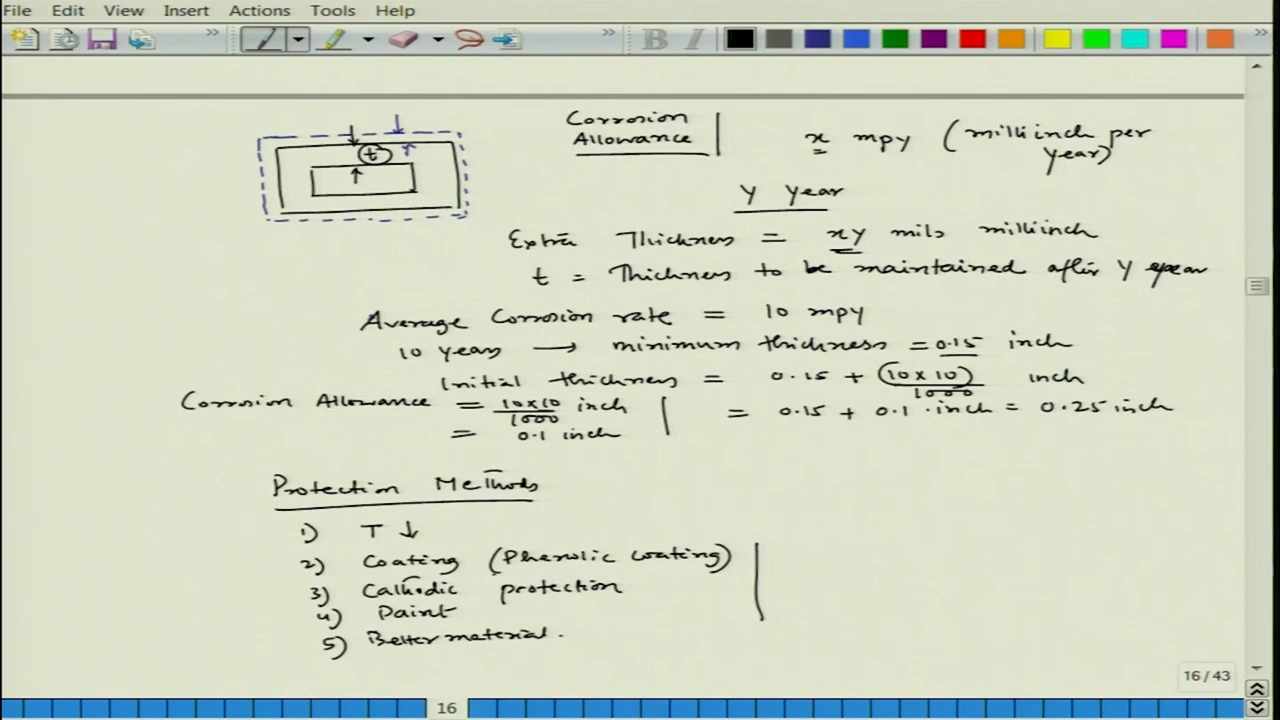 File Edit View Insert Actions Tools Help
B I
t
Corrosion
Allowance
x mpy (milliinch per
year)
Y Year
Extra Thickness = xy mils milliinch
t = Thickness to be maintained after Y
Average Corrosion rate = 10 mpy
10 years → minimum thickness = 0.15 inch
Initial thickness = 0.15 + (10 x 10)/1000 inch
Corrosion Allowance = 10x10/1000 inch
= 0.15 + 0.1 . inch = 0.25 inch
= 0.1 inch
Protection Methods
1) T ↓
2) Coating (Phenolic coating)
3) Cathodic protection
4) Paint
5) Better material .
16 / 43
16